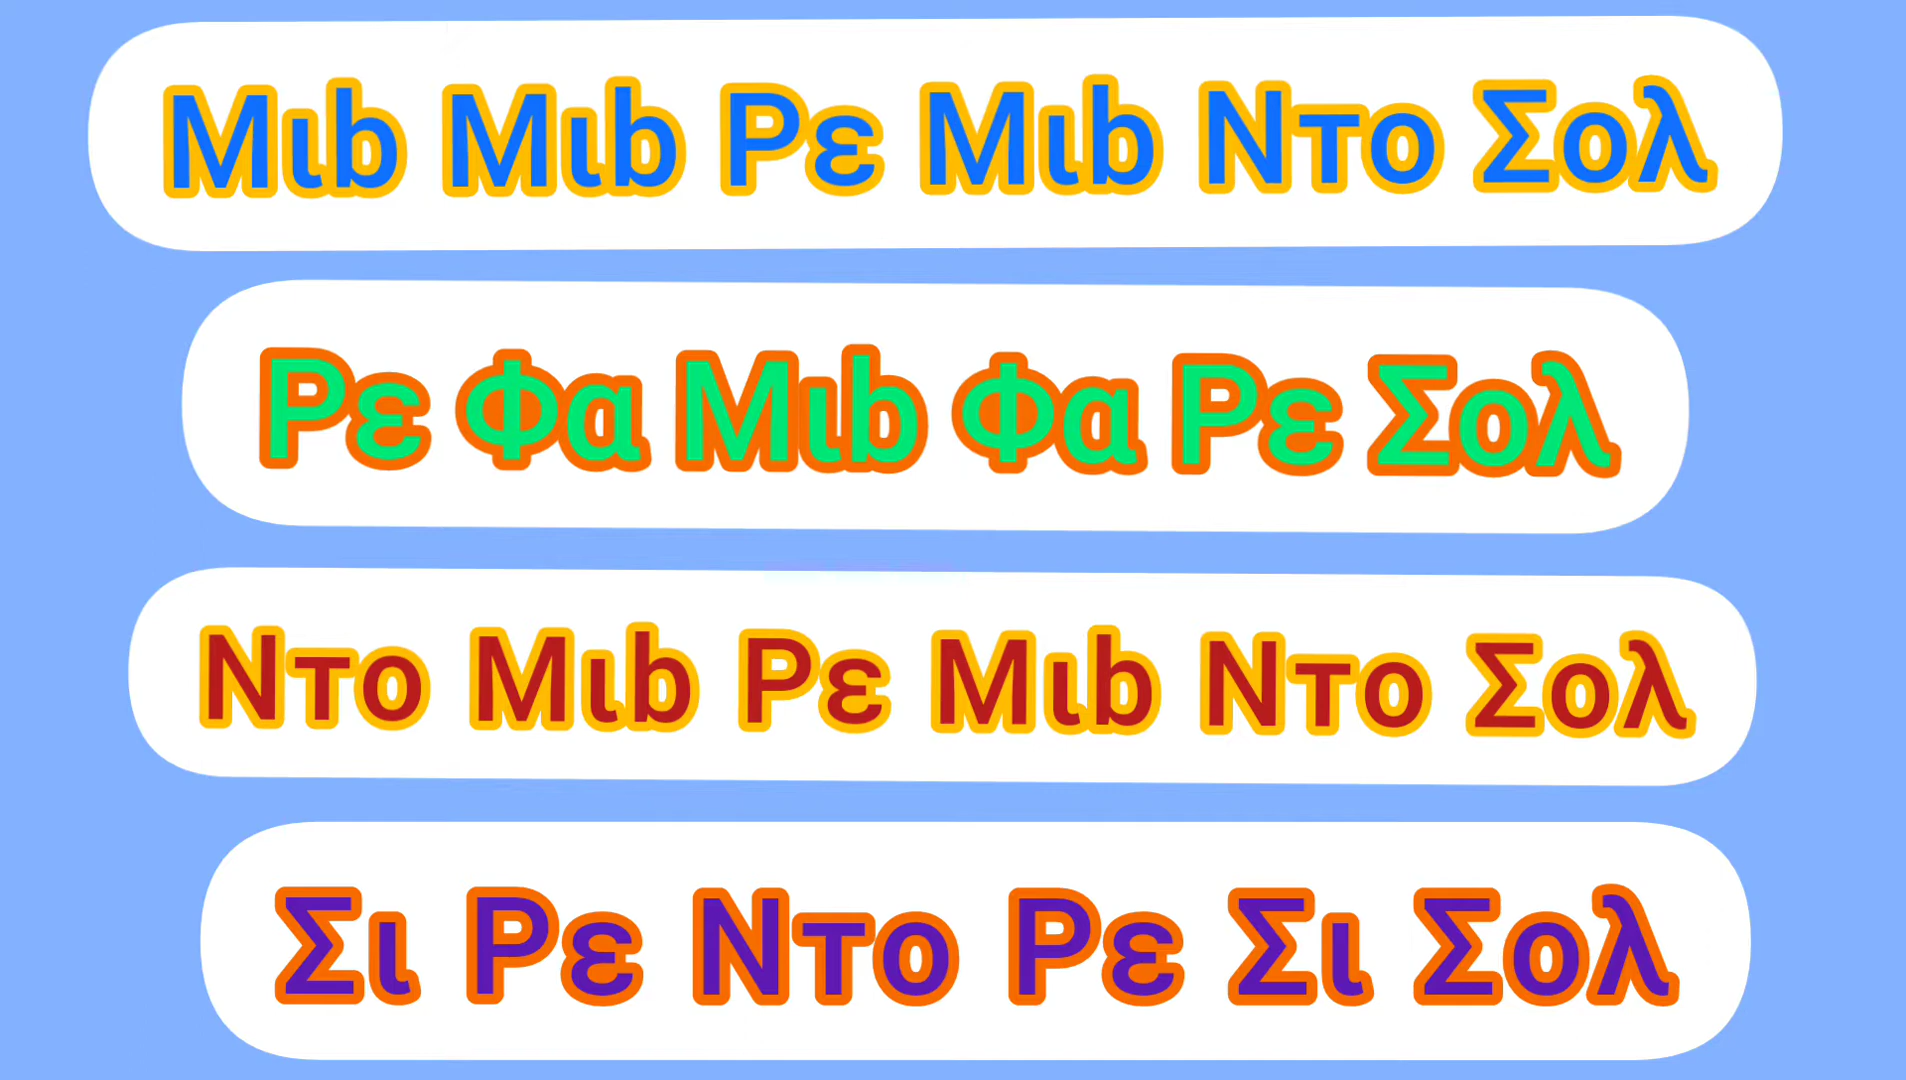 Μιb Μιb Ρε Μιb Ντο Σολ
Ρε Φα Μιb Φα Ρε Σολ
Ντο Μιb Ρε Μιb Ντο Σολ
Σι Ρε Ντο Ρε Σι Σολ